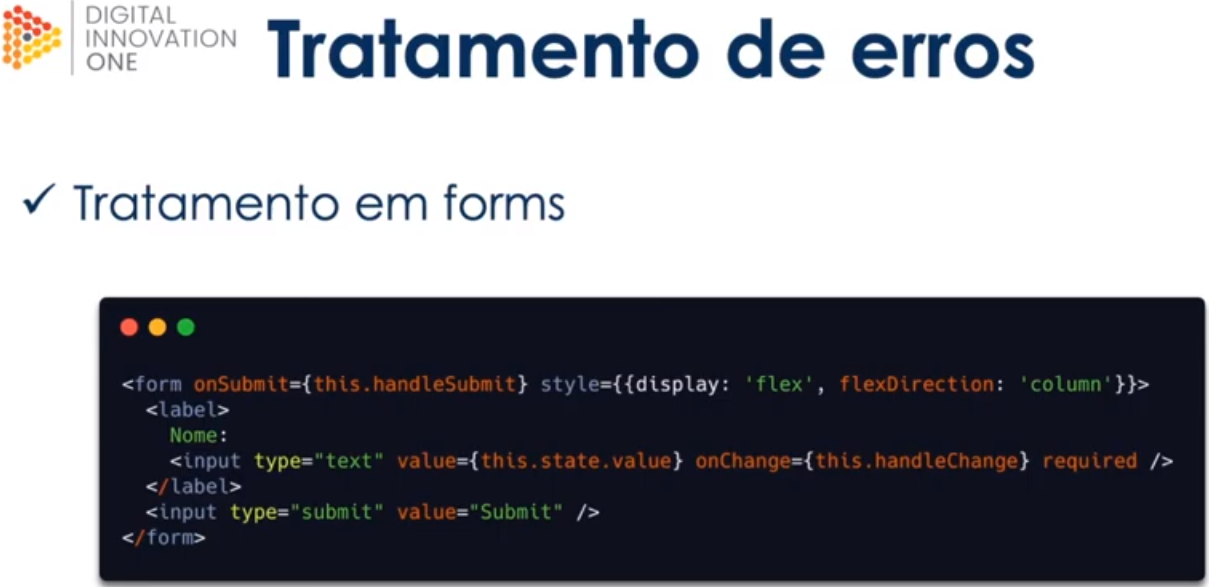 DIGITAL
INNOVATION
ONE
Tratamento de erros
✓ Tratamento em forms
<form onSubmit={this.handleSubmit} style={{display: 'flex', flexDirection: 'column'}}>
  <label>
    Nome:
    <input type="text" value={this.state.value} onChange={this.handleChange} required />
  </label>
  <input type="submit" value="Submit" />
</form>